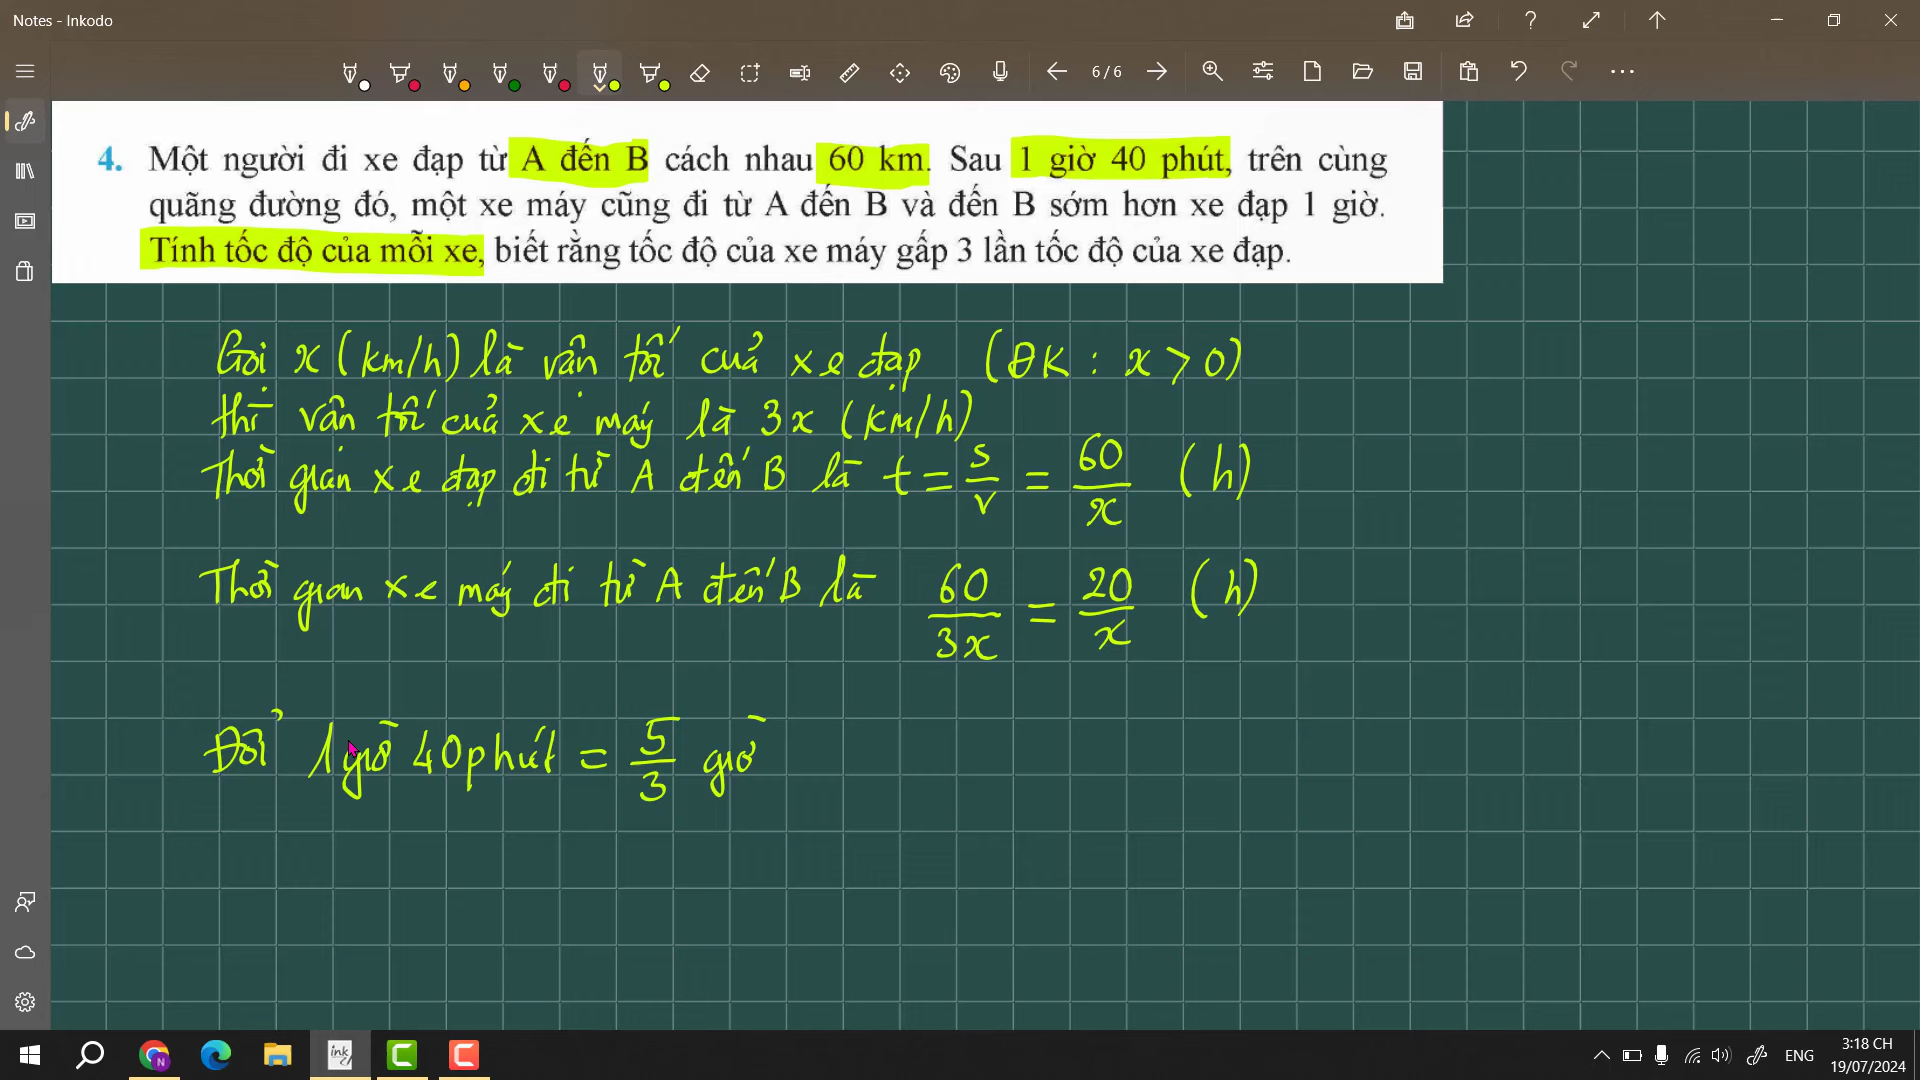 Notes - Inkodo
6 / 6
4. Một người đi xe đạp từ A đến B cách nhau 60 km. Sau 1 giờ 40 phút, trên cùng
quãng đường đó, một xe máy cũng đi từ A đến B và đến B sớm hơn xe đạp 1 giờ.
Tính tốc độ của mỗi xe, biết rằng tốc độ của xe máy gấp 3 lần tốc độ của xe đạp.
Gọi x (km/h) là vận tốc của xe đạp (ĐK : x > 0)
thì vận tốc của xe máy là 3x (km/h)
Thời gian xe đạp đi từ A đến B là t = s/v = 60/x (h)
Thời gian xe máy đi từ A đến B là 60/3x = 20/x (h)
Đổi 1 giờ 40 phút = 5/3 giờ
N
ink
C
C
ENG
3:18 CH
19/07/2024